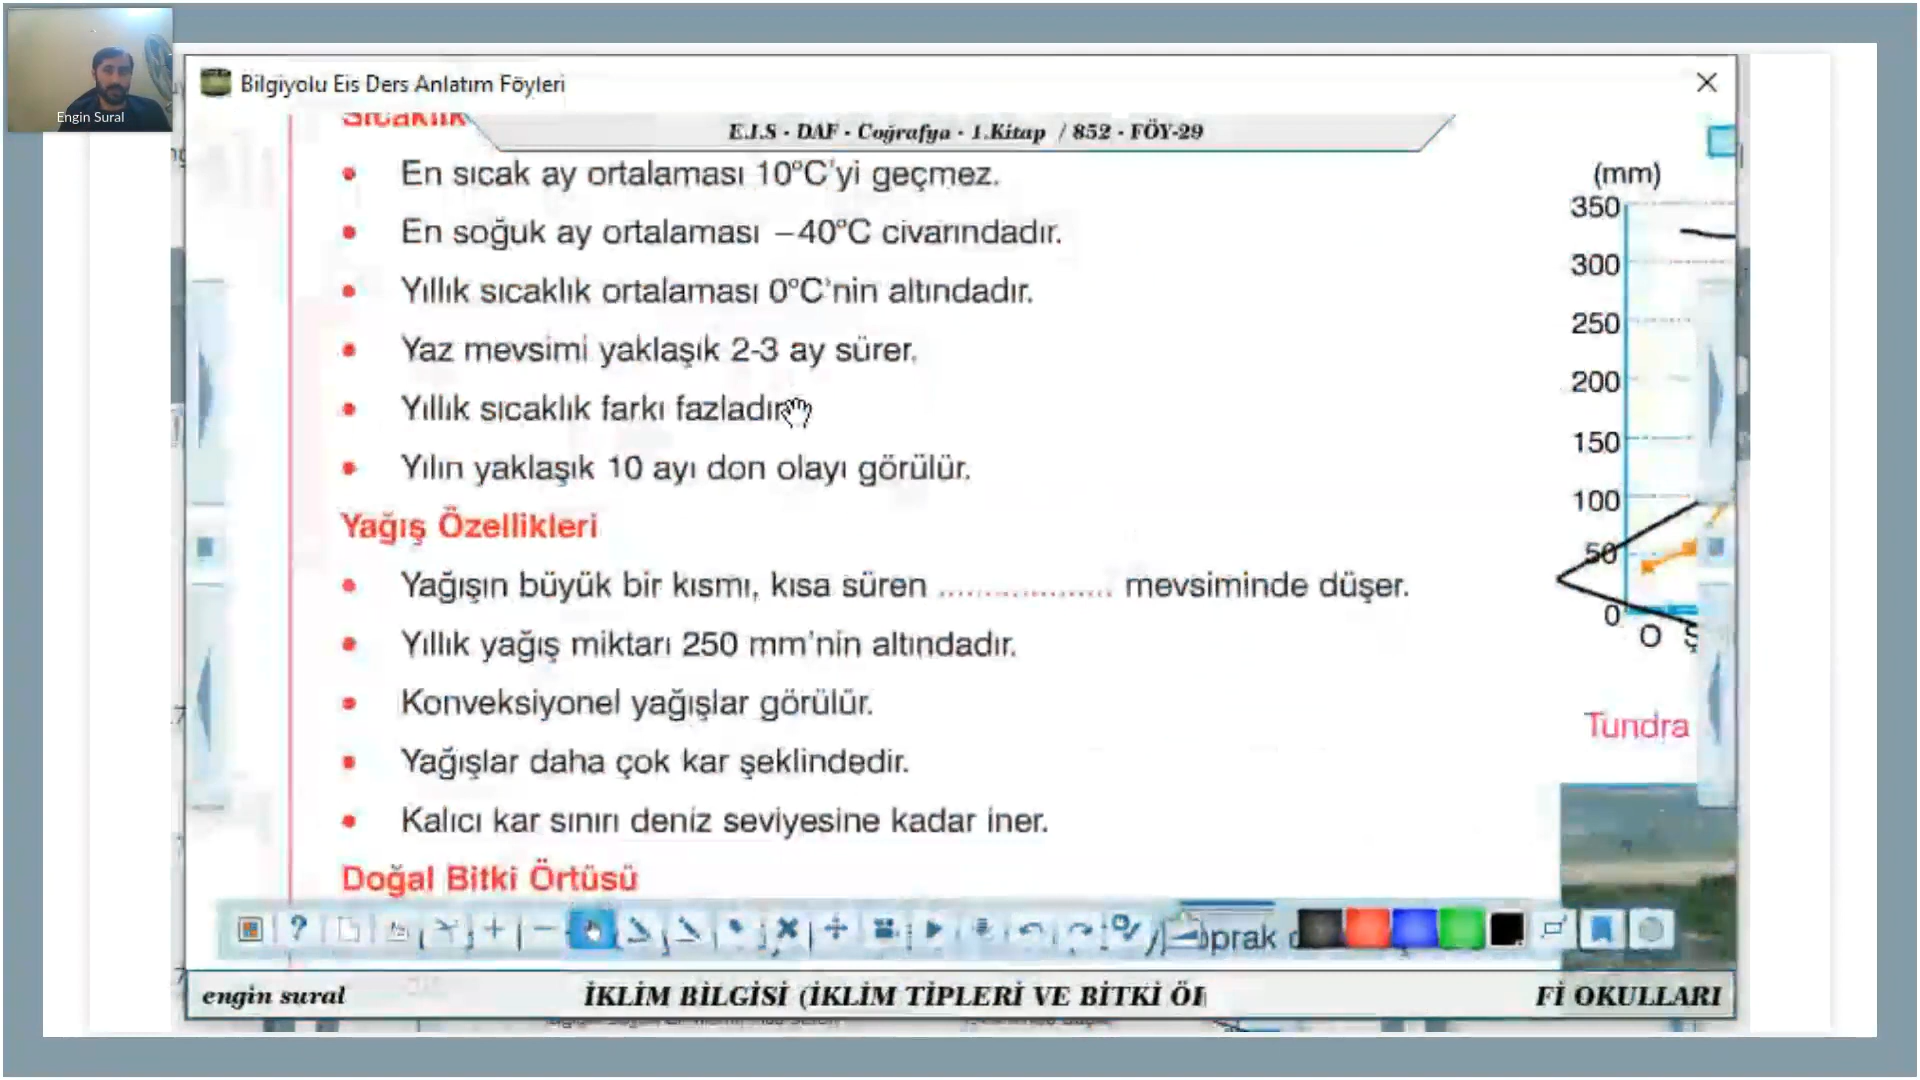 Engin Sural
Bilgiyolu Eis Ders Anlatım Föyleri
E.I.S - DAF - Coğrafya - 1.Kitap / 852 - FÖY-29
Sıcaklık
En sıcak ay ortalaması 10°C'yi geçmez.
En soğuk ay ortalaması –40°C civarındadır.
Yıllık sıcaklık ortalaması 0°C'nin altındadır.
Yaz mevsimi yaklaşık 2-3 ay sürer.
Yıllık sıcaklık farkı fazladır
Yılın yaklaşık 10 ayı don olayı görülür.
Yağış Özellikleri
Yağışın büyük bir kısmı, kısa süren .................. mevsiminde düşer.
Yıllık yağış miktarı 250 mm'nin altındadır.
Konveksiyonel yağışlar görülür.
Yağışlar daha çok kar şeklindedir.
Kalıcı kar sınırı deniz seviyesine kadar iner.
Doğal Bitki Örtüsü
oprak
(mm)
350
300
250
200
150
100
50
0
O Ş
Tundra
engin sural
İKLİM BİLGİSİ (İKLİM TİPLERİ VE BİTKİ ÖR
Fİ OKULLARI